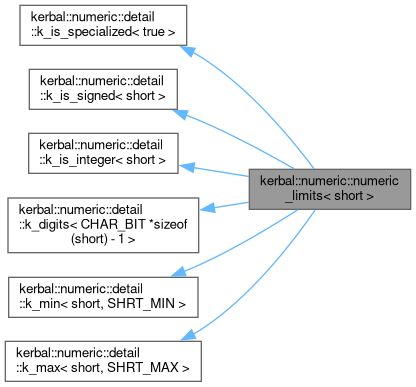 kerbal::numeric::detail
::k_is_specialized< true >
kerbal::numeric::detail
::k_is_signed< short >
kerbal::numeric::detail
::k_is_integer< short >
kerbal::numeric::numeric
_limits< short >
kerbal::numeric::detail
::k_digits< CHAR_BIT *sizeof
(short) - 1 >
kerbal::numeric::detail
::k_min< short, SHRT_MIN >
kerbal::numeric::detail
::k_max< short, SHRT_MAX >